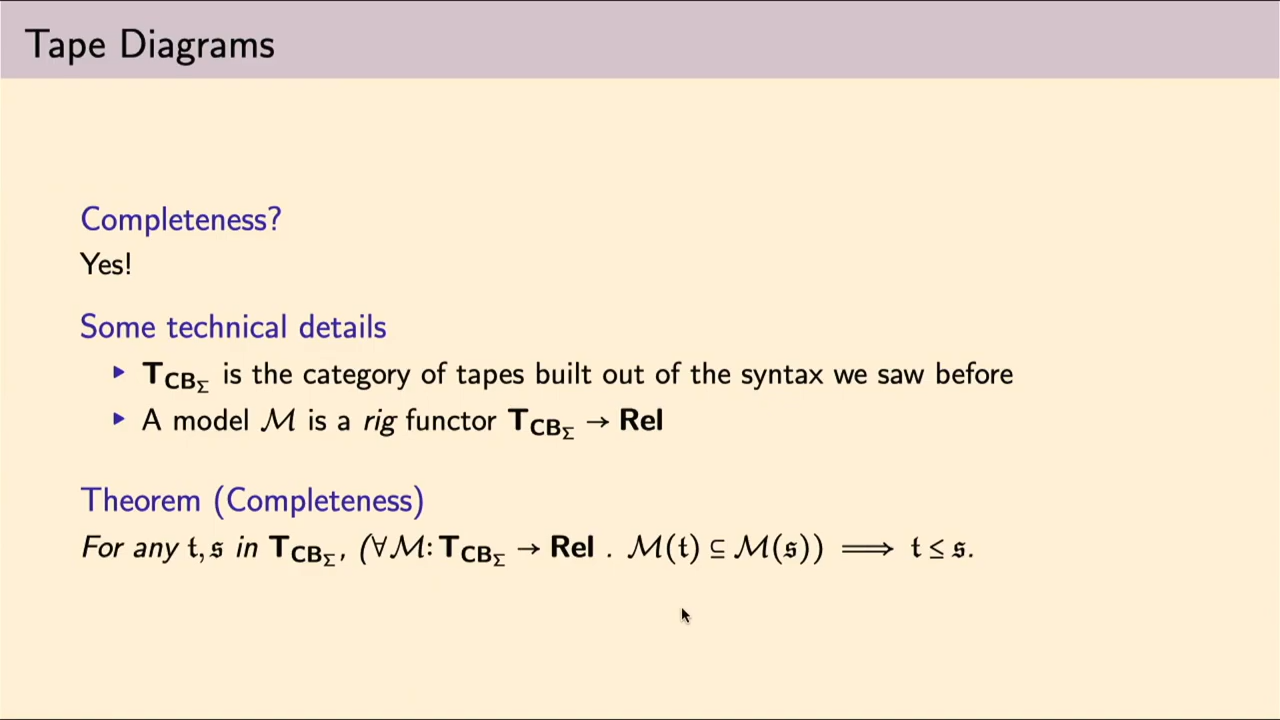 Tape Diagrams
Completeness?
Yes!
Some technical details
▶ T_{CB_Σ} is the category of tapes built out of the syntax we saw before
▶ A model ℳ is a rig functor T_{CB_Σ} → Rel
Theorem (Completeness)
For any 𝔱, 𝔰 in T_{CB_Σ}, (∀ℳ: T_{CB_Σ} → Rel . ℳ(𝔱) ⊆ ℳ(𝔰)) ⟹ 𝔱 ≤ 𝔰.